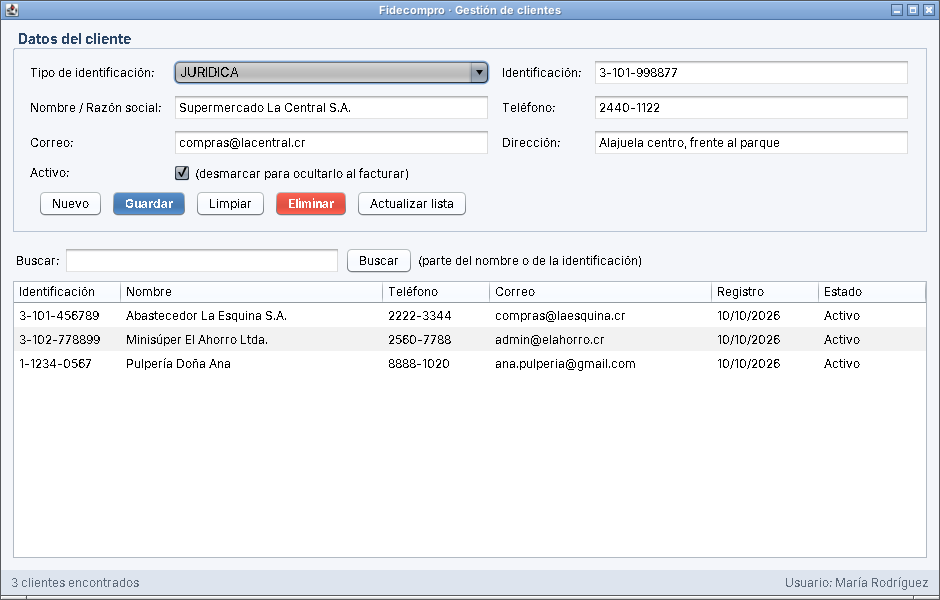 Fidecompro · Gestión de clientes
Datos del cliente
Tipo de identificación: JURIDICA Identificación: 3-101-998877
Nombre / Razón social: Supermercado La Central S.A. Teléfono: 2440-1122
Correo: compras@lacentral.cr Dirección: Alajuela centro, frente al parque
Activo: (desmarcar para ocultarlo al facturar)
Nuevo Guardar Limpiar Eliminar Actualizar lista
Buscar: Buscar (parte del nombre o de la identificación)
Identificación Nombre Teléfono Correo Registro Estado
3-101-456789 Abastecedor La Esquina S.A. 2222-3344 compras@laesquina.cr 10/10/2026 Activo
3-102-778899 Minisúper El Ahorro Ltda. 2560-7788 admin@elahorro.cr 10/10/2026 Activo
1-1234-0567 Pulpería Doña Ana 8888-1020 ana.pulperia@gmail.com 10/10/2026 Activo
3 clientes encontrados Usuario: María Rodríguez